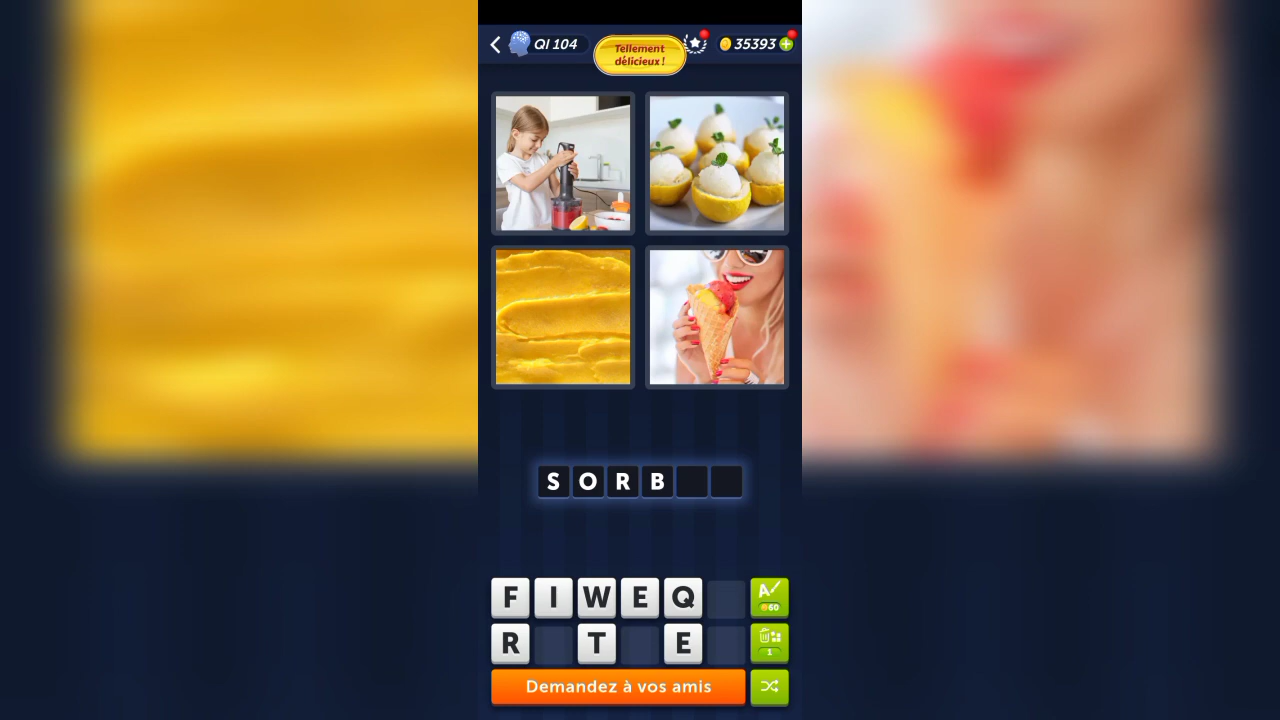 QI 104
Tellement
délicieux !
35393
S O R B
F I W E Q
60
R T E
1
Demandez à vos amis